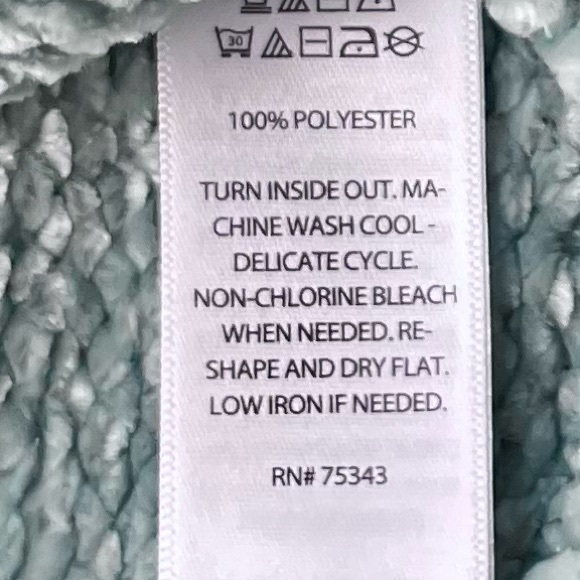 30
100% POLYESTER
TURN INSIDE OUT. MA-
CHINE WASH COOL -
DELICATE CYCLE.
NON-CHLORINE BLEACH
WHEN NEEDED. RE-
SHAPE AND DRY FLAT.
LOW IRON IF NEEDED.
RN# 75343